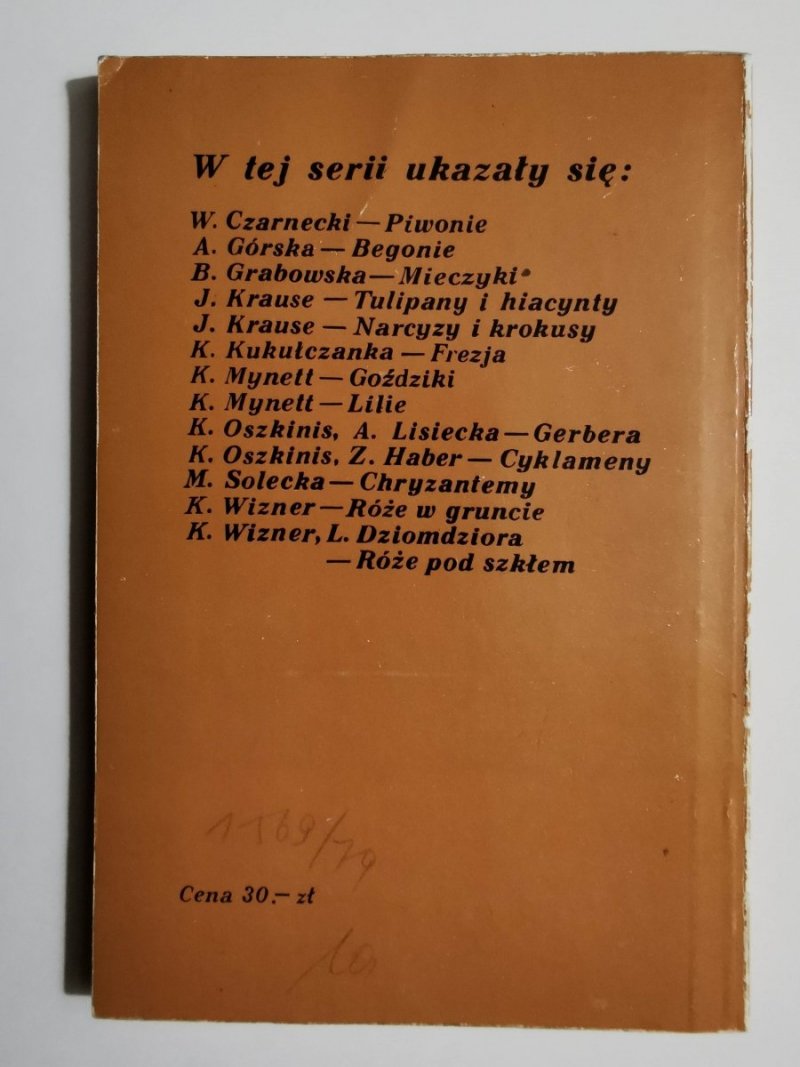 W tej serii ukazały się:
W. Czarnecki — Piwonie
A. Górska — Begonie
B. Grabowska — Mieczyki
J. Krause — Tulipany i hiacynty
J. Krause — Narcyzy i krokusy
K. Kukułczanka — Frezja
K. Mynett — Goździki
K. Mynett — Lilie
K. Oszkinis, A. Lisiecka — Gerbera
K. Oszkinis, Z. Haber — Cyklameny
M. Solecka — Chryzantemy
K. Wizner — Róże w gruncie
K. Wizner, L. Dziomdziora
— Róże pod szkłem
1569/79
Cena 30.— zł